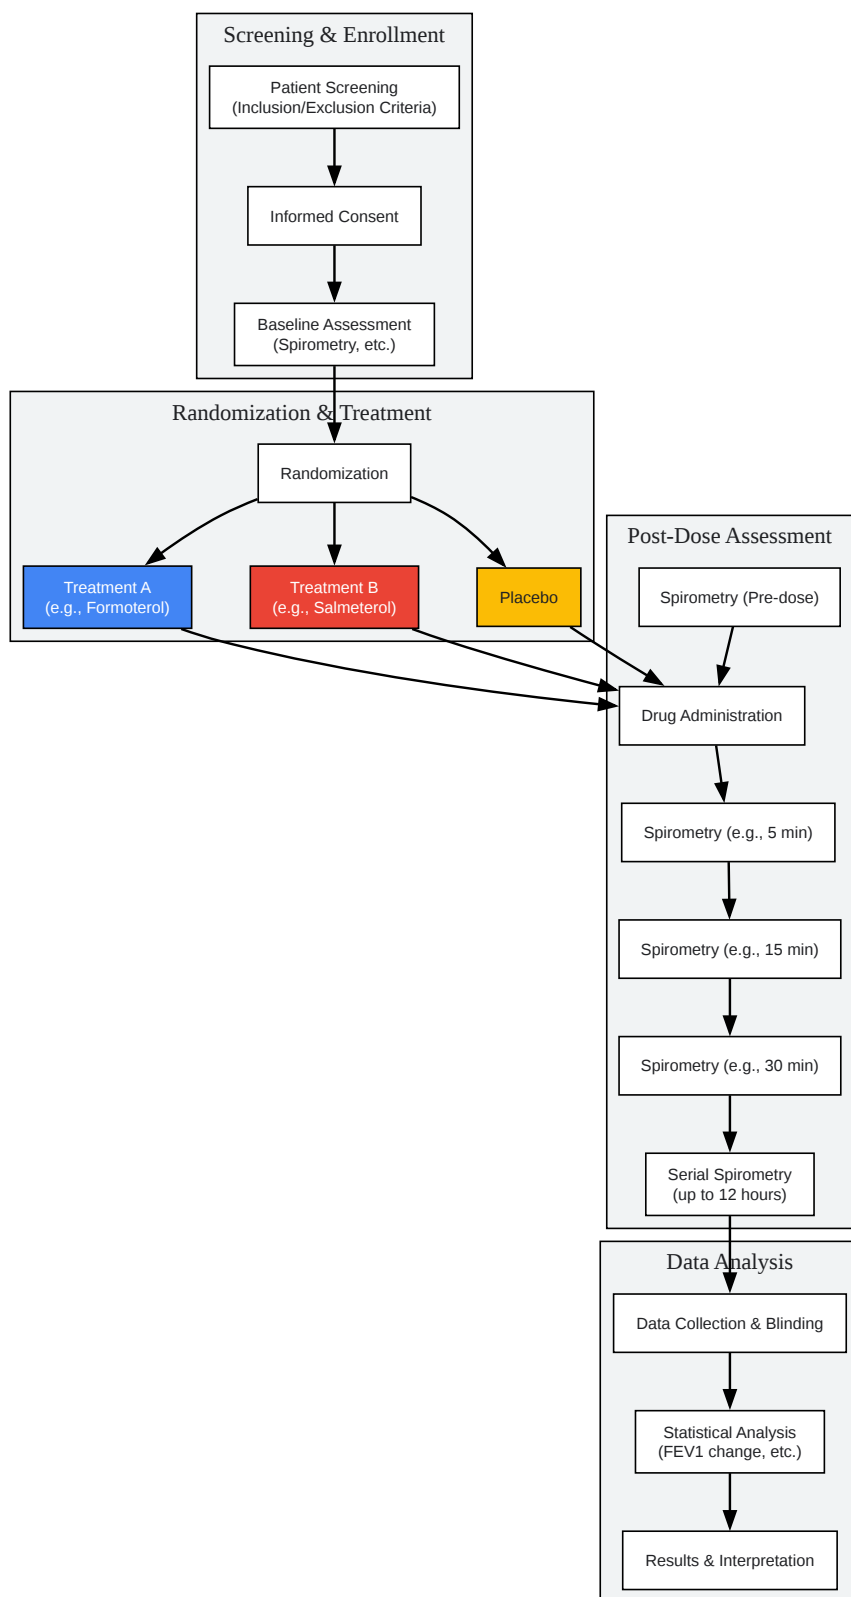 Screening & Enrollment
Patient Screening
(Inclusion/Exclusion Criteria)
Informed Consent
Baseline Assessment
(Spirometry, etc.)
Randomization & Treatment
Randomization
Treatment A
(e.g., Formoterol)
Treatment B
(e.g., Salmeterol)
Placebo
Post-Dose Assessment
Spirometry (Pre-dose)
Drug Administration
Spirometry (e.g., 5 min)
Spirometry (e.g., 15 min)
Spirometry (e.g., 30 min)
Serial Spirometry
(up to 12 hours)
Data Analysis
Data Collection & Blinding
Statistical Analysis
(FEV1 change, etc.)
Results & Interpretation